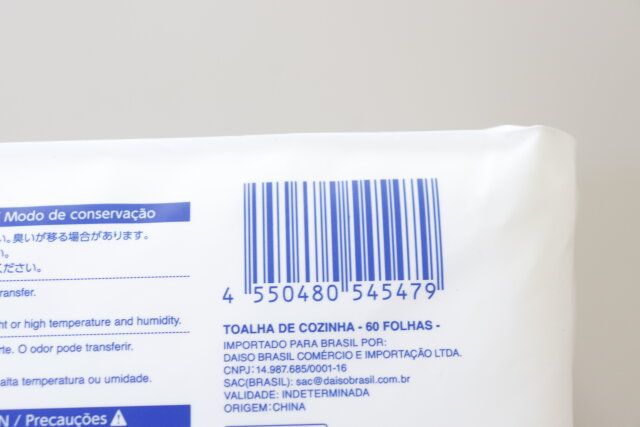 / Modo de conservação
い。臭いが移る場合があります。
い。
ください。
transfer.
or high temperature and humidity.
rte. O odor pode transferir.
alta temperatura ou umidade.
N / Precauções
4 550480 545479
TOALHA DE COZINHA - 60 FOLHAS -
IMPORTADO PARA BRASIL POR:
DAISO BRASIL COMÉRCIO E IMPORTAÇÃO LTDA.
CNPJ: 14.987.685/0001-16
SAC(BRASIL): sac@daisobrasil.com.br
VALIDADE: INDETERMINADA
ORIGEM: CHINA